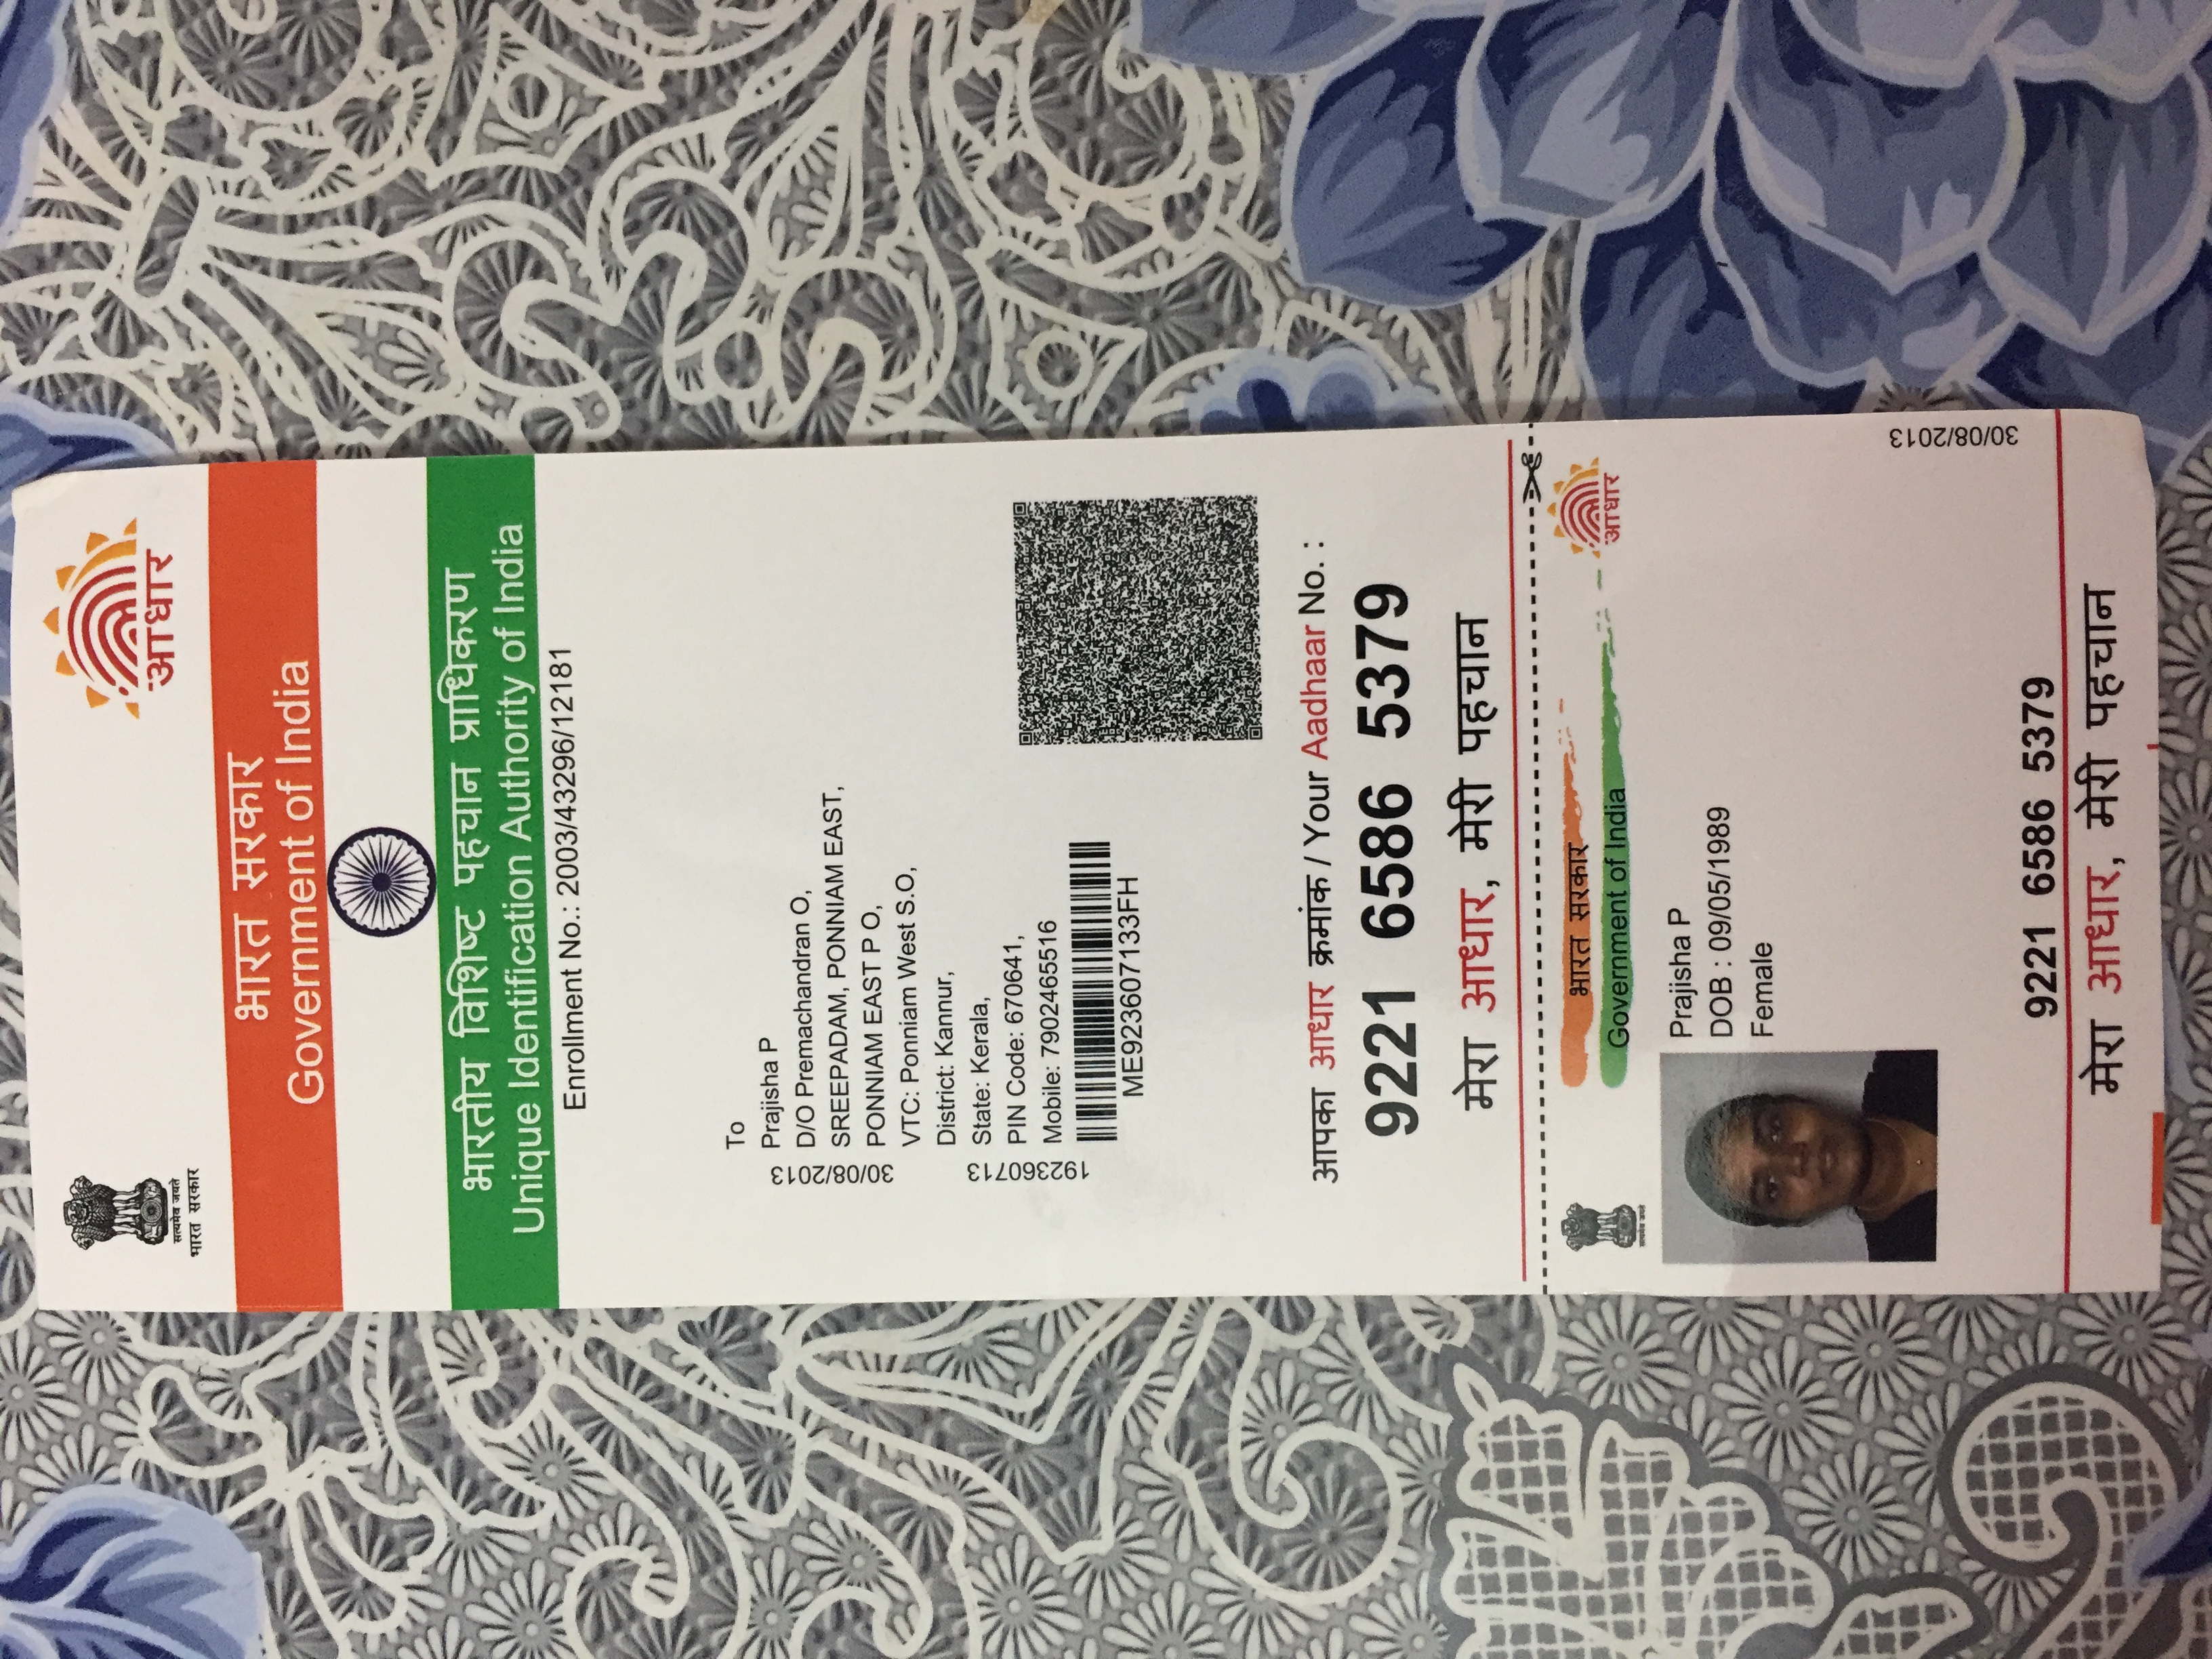 सत्यमेव जयते
भारत सरकार
आधार
भारत सरकार
Government of India
भारतीय विशिष्ट पहचान प्राधिकरण
Unique Identification Authority of India
Enrollment No.: 2003/43296/12181
To
Prajisha P
D/O Premachandran O,
SREEPADAM, PONNIAM EAST,
PONNIAM EAST P O,
VTC: Ponniam West S.O,
District: Kannur,
State: Kerala,
PIN Code: 670641,
Mobile: 7902465516
30/08/2013
192360713
ME923607133FH
आपका आधार क्रमांक / Your Aadhaar No. :
9221 6586 5379
मेरा आधार, मेरी पहचान
सत्यमेव जयते
भारत सरकार
Government of India
आधार
Prajisha P
DOB : 09/05/1989
Female
30/08/2013
9221 6586 5379
मेरा आधार, मेरी पहचान